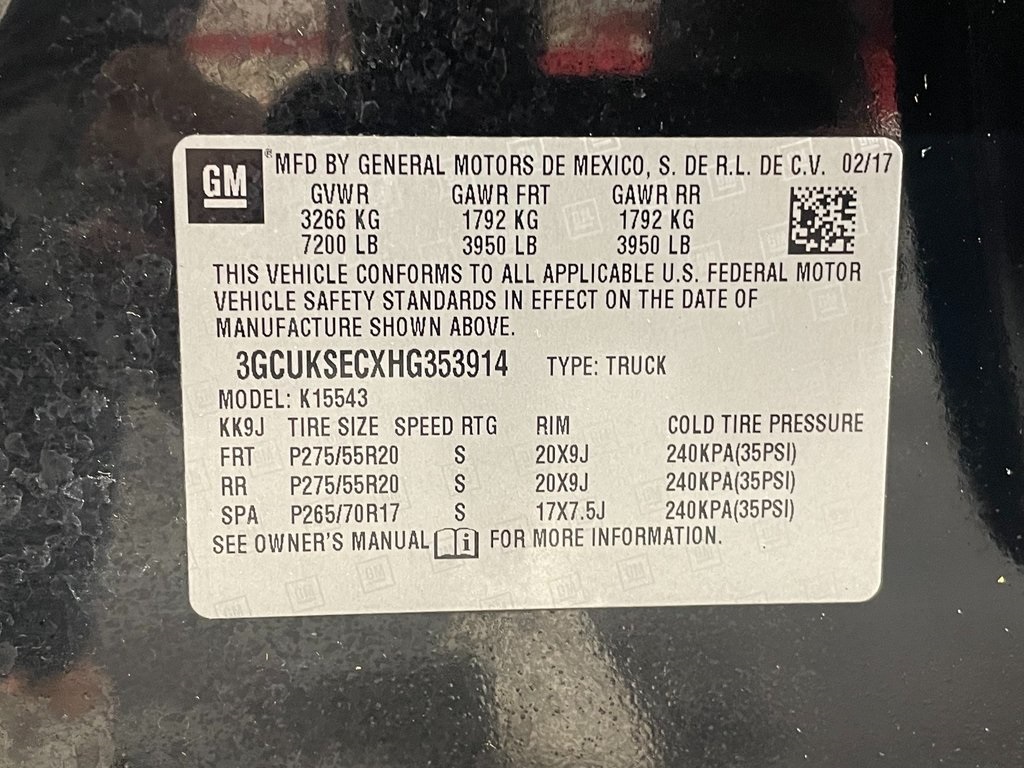 GM ® MFD BY GENERAL MOTORS DE MEXICO, S. DE R.L. DE C.V. 02/17
GVWR GAWR FRT GAWR RR
3266 KG 1792 KG 1792 KG
7200 LB 3950 LB 3950 LB
THIS VEHICLE CONFORMS TO ALL APPLICABLE U.S. FEDERAL MOTOR
VEHICLE SAFETY STANDARDS IN EFFECT ON THE DATE OF
MANUFACTURE SHOWN ABOVE.
3GCUKSECXHG353914 TYPE: TRUCK
MODEL: K15543
KK9J TIRE SIZE SPEED RTG RIM COLD TIRE PRESSURE
FRT P275/55R20 S 20X9J 240KPA(35PSI)
RR P275/55R20 S 20X9J 240KPA(35PSI)
SPA P265/70R17 S 17X7.5J 240KPA(35PSI)
SEE OWNER'S MANUAL i FOR MORE INFORMATION.